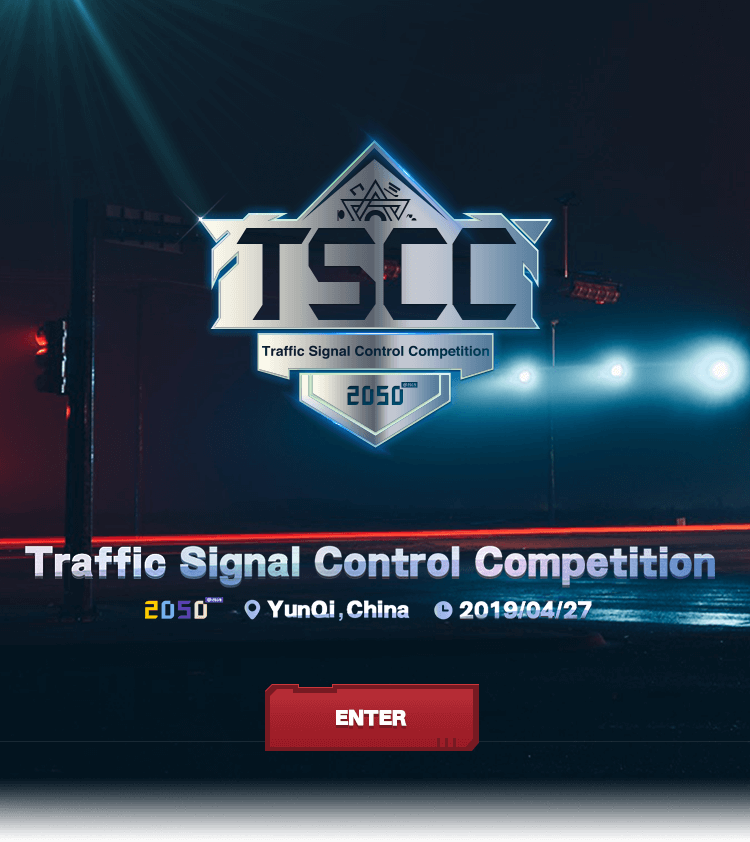 TSCC
Traffic Signal Control Competition
2050
Traffic Signal Control Competition
2050 YunQi, China 2019/04/27
ENTER